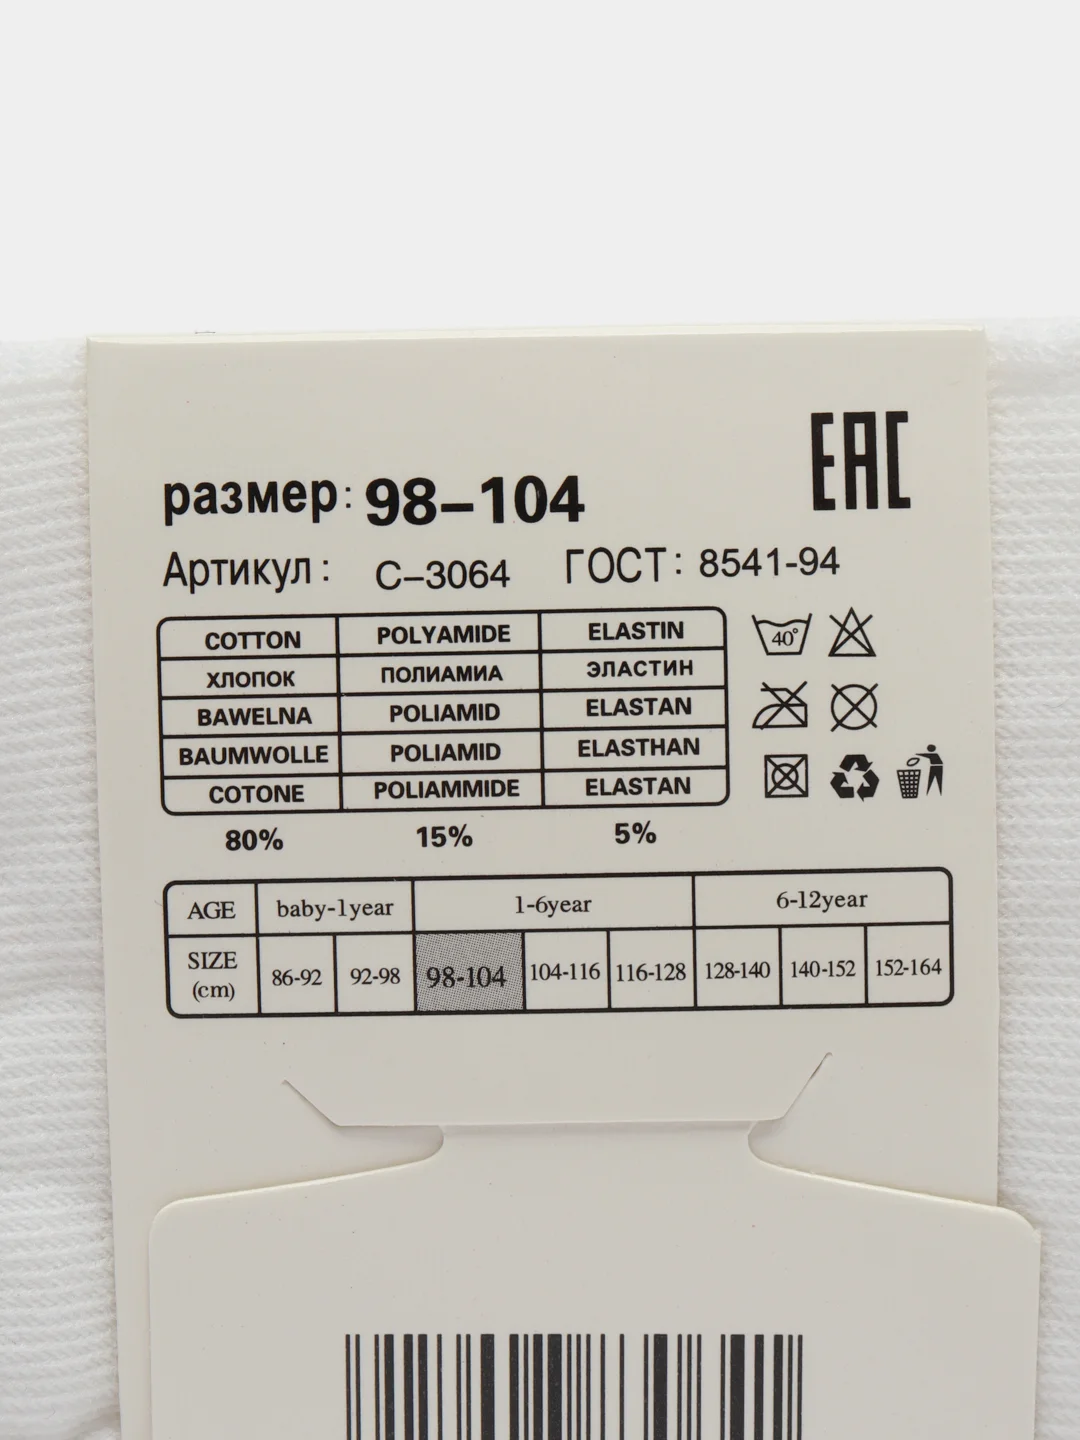 EAC
размер: 98-104
Артикул: С-3064 ГОСТ: 8541-94
COTTON POLYAMIDE ELASTIN
ХЛОПОК ПОЛИАМИА ЭЛАСТИН
BAWELNA POLIAMID ELASTAN
BAUMWOLLE POLIAMID ELASTHAN
COTONE POLIAMMIDE ELASTAN
80% 15% 5%
40°
AGE baby-1year 1-6year 6-12year
SIZE (cm) 86-92 92-98 98-104 104-116 116-128 128-140 140-152 152-164